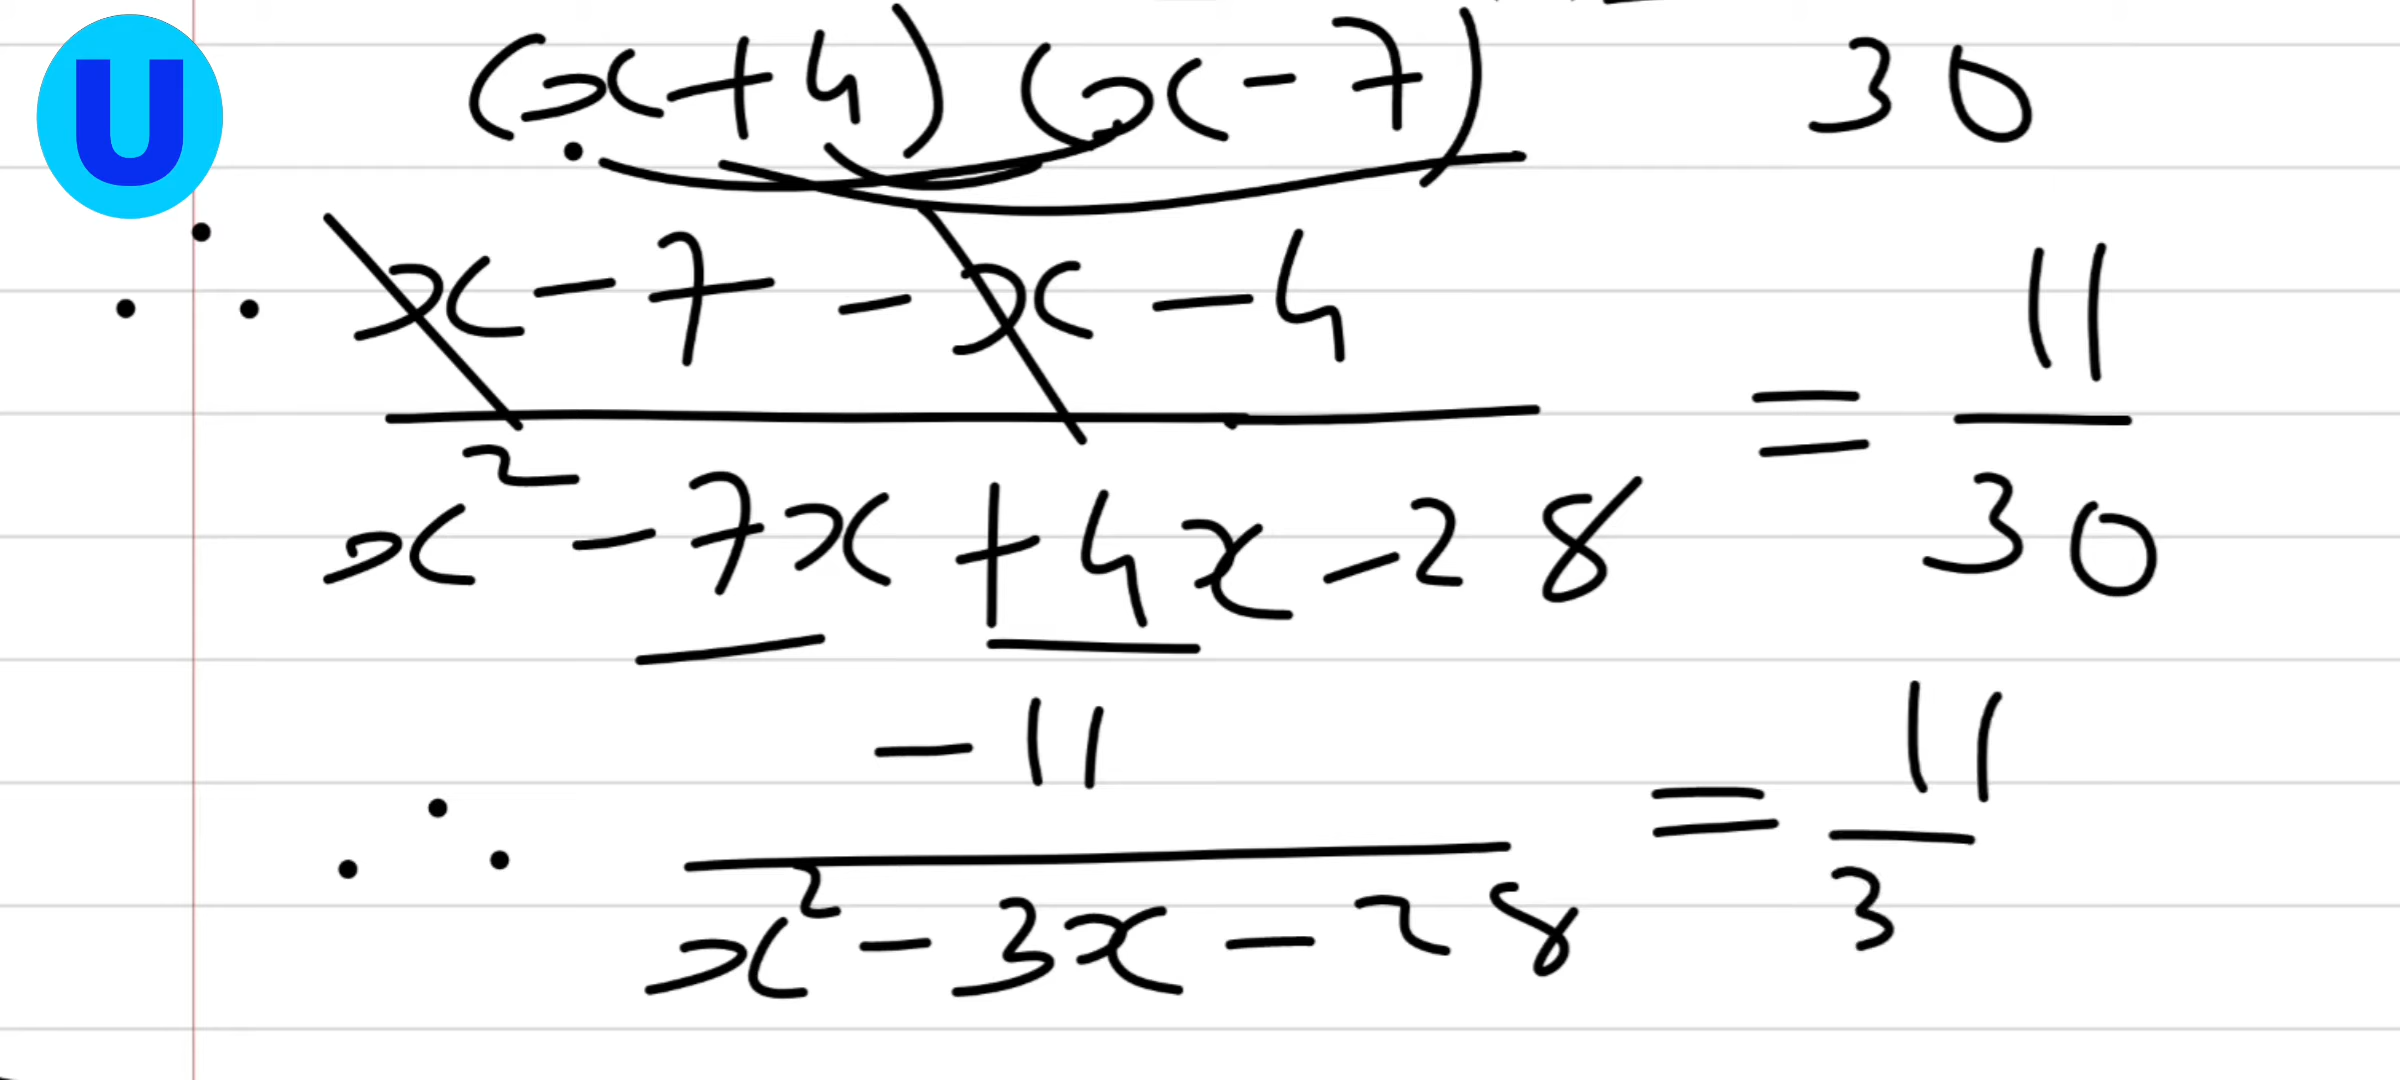 U
(x+4)(x-7) 30
∴ x-7-x-4 11
= 
x²-7x+4x-28 30
-11 11
∴ =
x²-3x-28 3